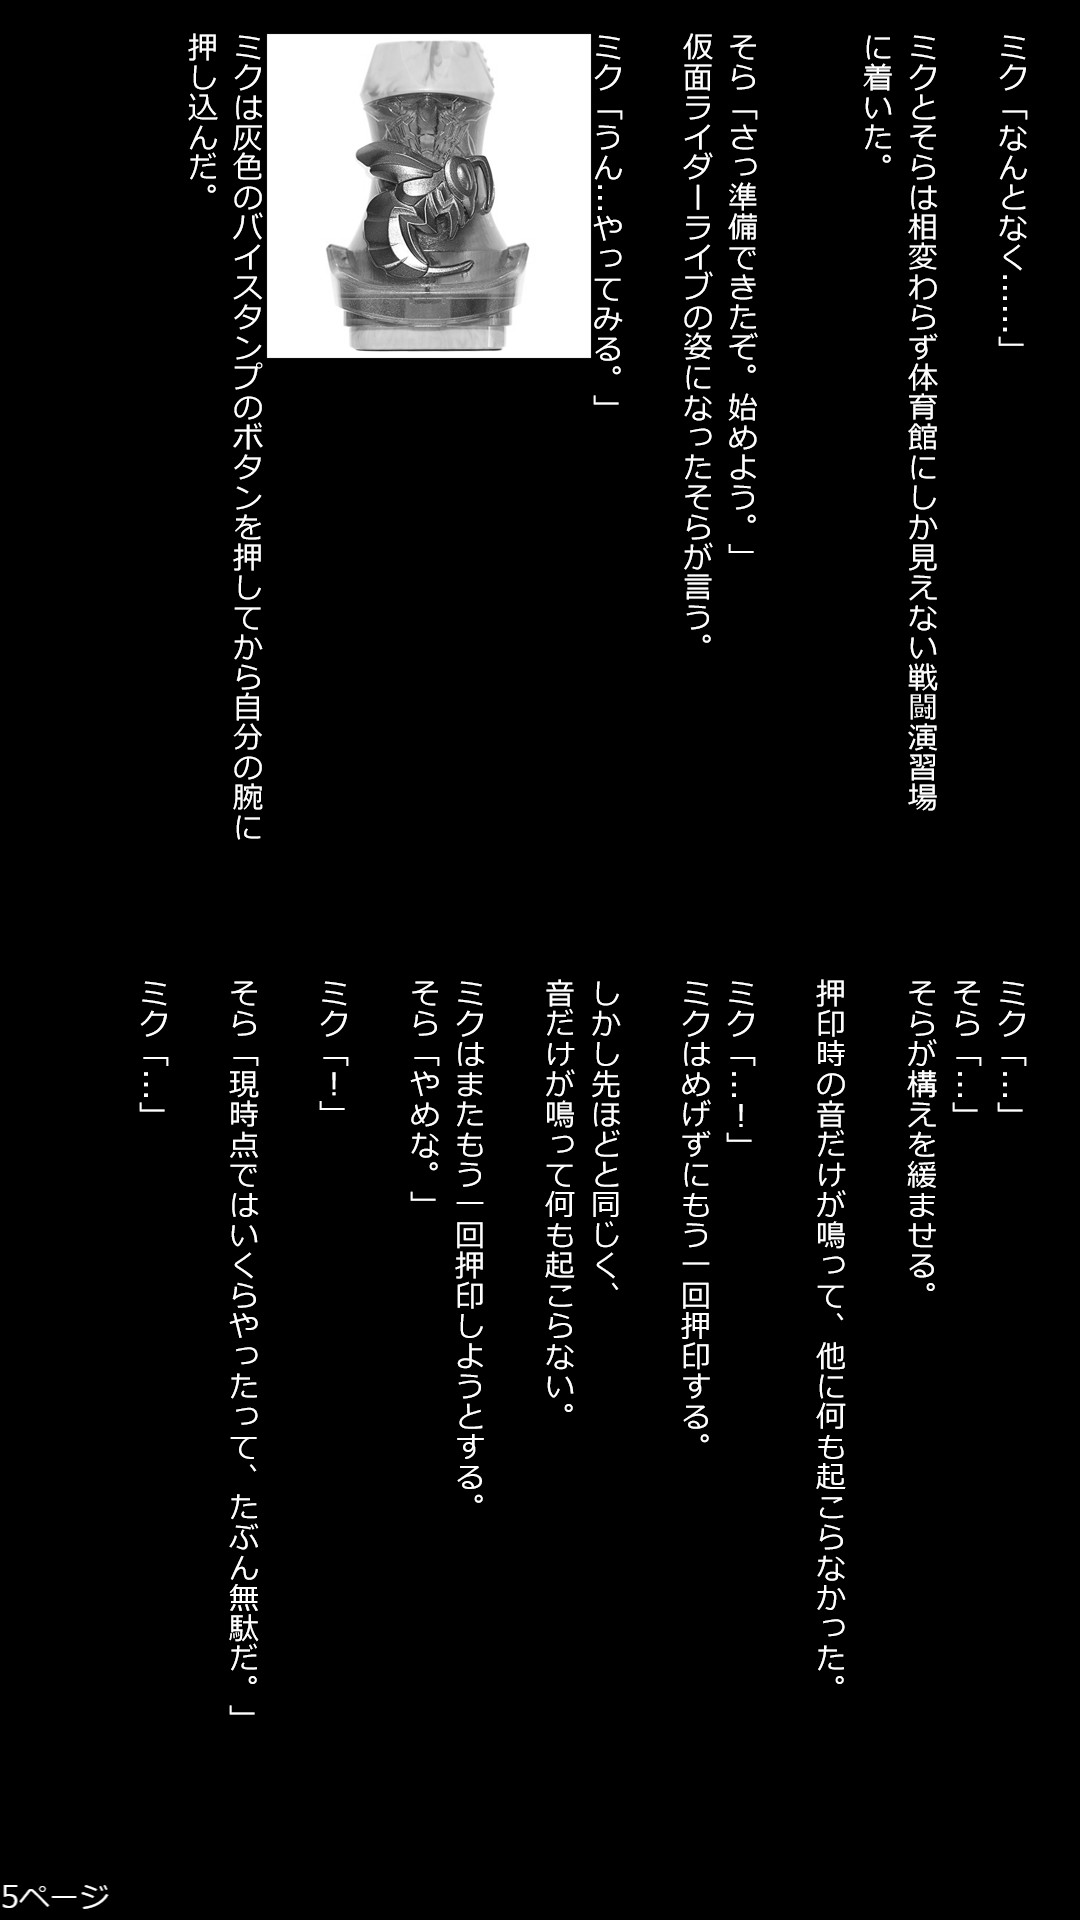 ミク「なんとなく……」
ミクとそらは相変わらず体育館にしか見えない戦闘演習場
に着いた。
そら「さっ準備できたぞ。始めよう。」
仮面ライダーライブの姿になったそらが言う。
ミク「うん…やってみる。」
ミクは灰色のバイスタンプのボタンを押してから自分の腕に
押し込んだ。
ミク「…」
そら「…」
そらが構えを緩ませる。
押印時の音だけが鳴って、他に何も起こらなかった。
ミク「…！」
ミクはめげずにもう一回押印する。
しかし先ほどと同じく、
音だけが鳴って何も起こらない。
ミクはまたもう一回押印しようとする。
そら「やめな。」
ミク「！」
そら「現時点ではいくらやったって、たぶん無駄だ。」
ミク「…」
5ページ